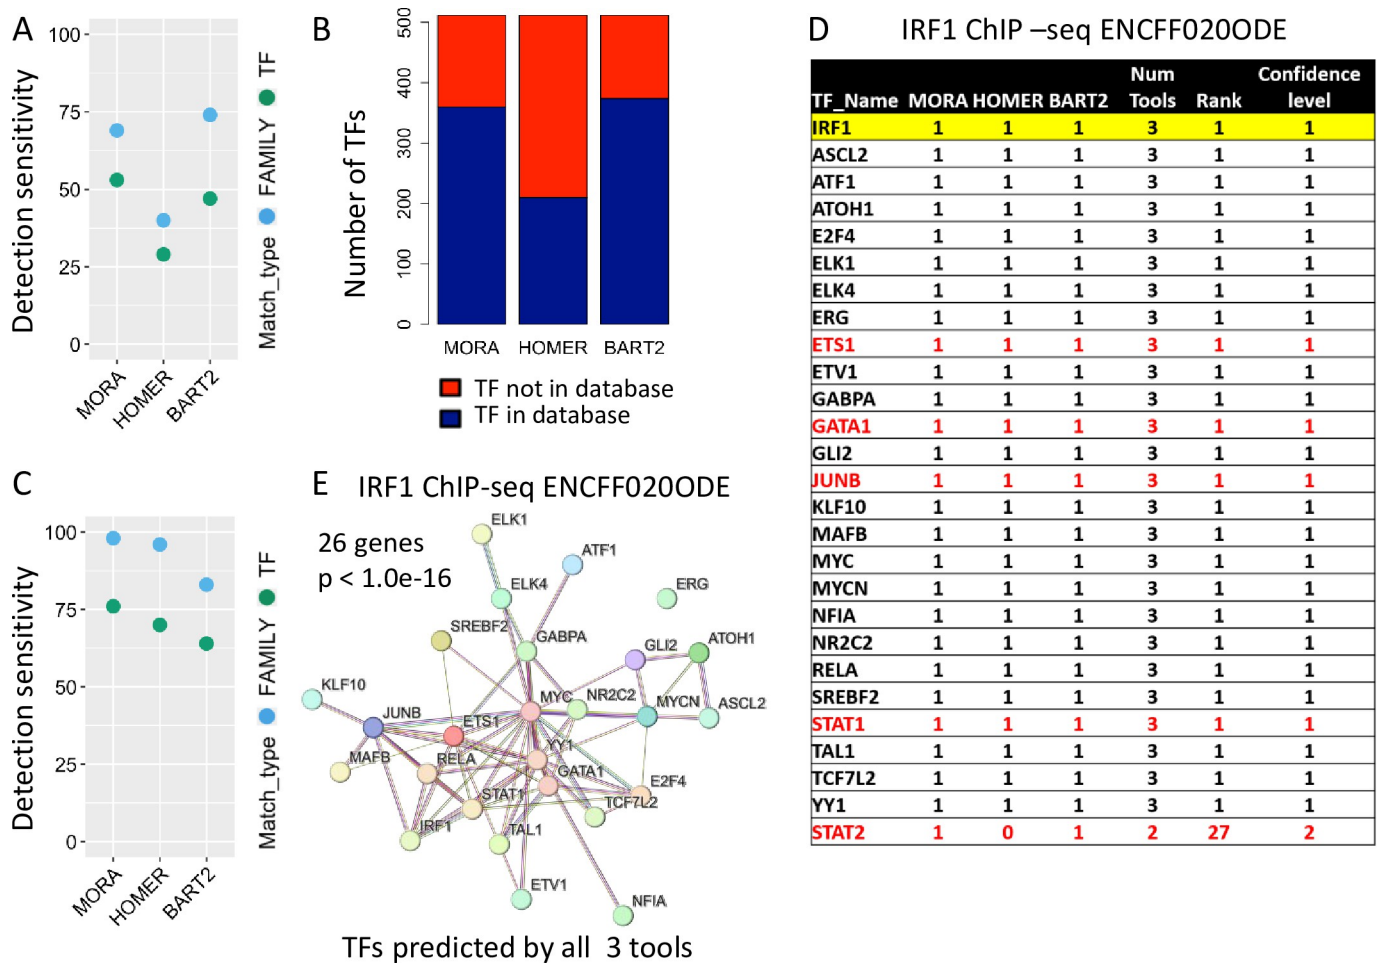 A
100
75
50
25
0
Detection sensitivity
MORA
HOMER
BART2
Match_type FAMILY TF
B
500
400
300
200
100
0
Number of TFs
MORA HOMER BART2
TF not in database
TF in database
C
100
75
50
25
0
Detection sensitivity
MORA
HOMER
BART2
Match_type FAMILY TF
D IRF1 ChIP –seq ENCFF020ODE
TF_Name MORA HOMER BART2 Num Tools Rank Confidence level
IRF1 1 1 1 3 1 1
ASCL2 1 1 1 3 1 1
ATF1 1 1 1 3 1 1
ATOH1 1 1 1 3 1 1
E2F4 1 1 1 3 1 1
ELK1 1 1 1 3 1 1
ELK4 1 1 1 3 1 1
ERG 1 1 1 3 1 1
ETS1 1 1 1 3 1 1
ETV1 1 1 1 3 1 1
GABPA 1 1 1 3 1 1
GATA1 1 1 1 3 1 1
GLI2 1 1 1 3 1 1
JUNB 1 1 1 3 1 1
KLF10 1 1 1 3 1 1
MAFB 1 1 1 3 1 1
MYC 1 1 1 3 1 1
MYCN 1 1 1 3 1 1
NFIA 1 1 1 3 1 1
NR2C2 1 1 1 3 1 1
RELA 1 1 1 3 1 1
SREBF2 1 1 1 3 1 1
STAT1 1 1 1 3 1 1
TAL1 1 1 1 3 1 1
TCF7L2 1 1 1 3 1 1
YY1 1 1 1 3 1 1
STAT2 1 0 1 2 27 2
E IRF1 ChIP-seq ENCFF020ODE
26 genes
p < 1.0e-16
ELK1
ATF1
ELK4
ERG
SREBF2
GABPA
GLI2
ATOH1
KLF10
MYC
NR2C2
MYCN
ASCL2
JUNB
ETS1
YY1
MAFB
RELA
GATA1
E2F4
STAT1
TCF7L2
IRF1
TAL1
ETV1
NFIA
TFs predicted by all 3 tools